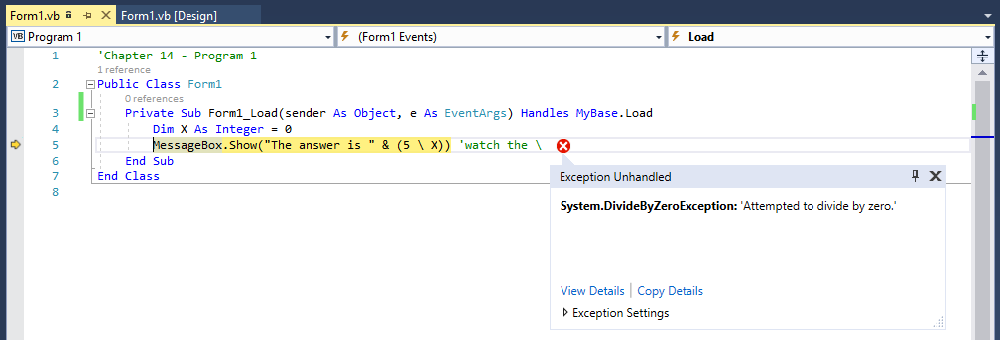 Form1.vb Form1.vb [Design]
VB Program 1 (Form1 Events) Load
1 'Chapter 14 - Program 1
1 reference
2 Public Class Form1
0 references
3 Private Sub Form1_Load(sender As Object, e As EventArgs) Handles MyBase.Load
4 Dim X As Integer = 0
5 MessageBox.Show("The answer is " & (5 \ X)) 'watch the \
6 End Sub
7 End Class
8
Exception Unhandled
System.DivideByZeroException: 'Attempted to divide by zero.'
View Details | Copy Details
Exception Settings